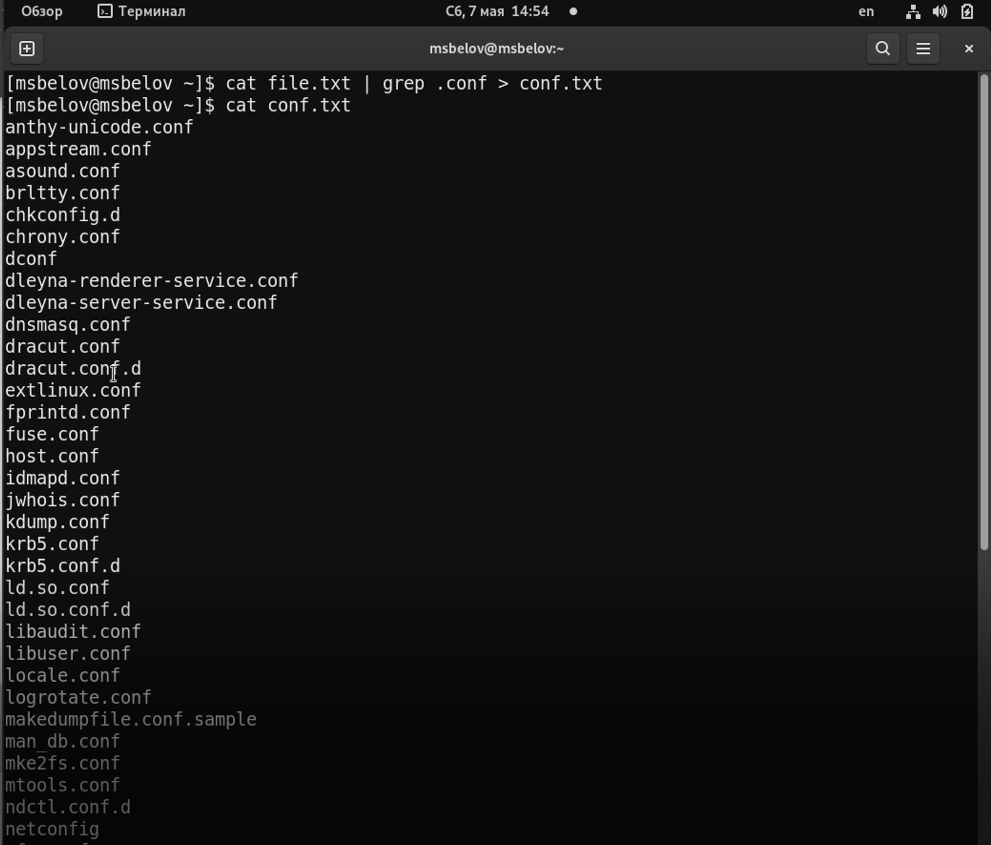 Обзор
Терминал
Сб, 7 мая 14:54
en
msbelov@msbelov:~
[msbelov@msbelov ~]$ cat file.txt | grep .conf > conf.txt
[msbelov@msbelov ~]$ cat conf.txt
anthy-unicode.conf
appstream.conf
asound.conf
brltty.conf
chkconfig.d
chrony.conf
dconf
dleyna-renderer-service.conf
dleyna-server-service.conf
dnsmasq.conf
dracut.conf
dracut.conf.d
extlinux.conf
fprintd.conf
fuse.conf
host.conf
idmapd.conf
jwhois.conf
kdump.conf
krb5.conf
krb5.conf.d
ld.so.conf
ld.so.conf.d
libaudit.conf
libuser.conf
locale.conf
logrotate.conf
makedumpfile.conf.sample
man_db.conf
mke2fs.conf
mtools.conf
ndctl.conf.d
netconfig